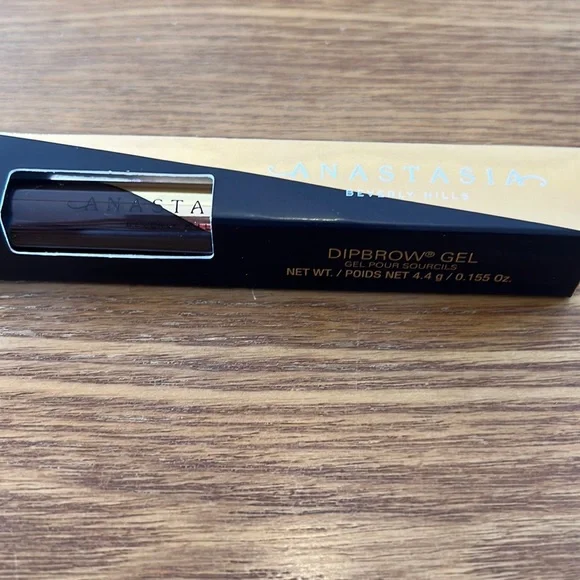 ANASTASIA
BEVERLY HILLS
ANASTA
DIPBROW® GEL
GEL POUR SOURCILS
NET WT. / POIDS NET 4.4 g / 0.155 Oz.